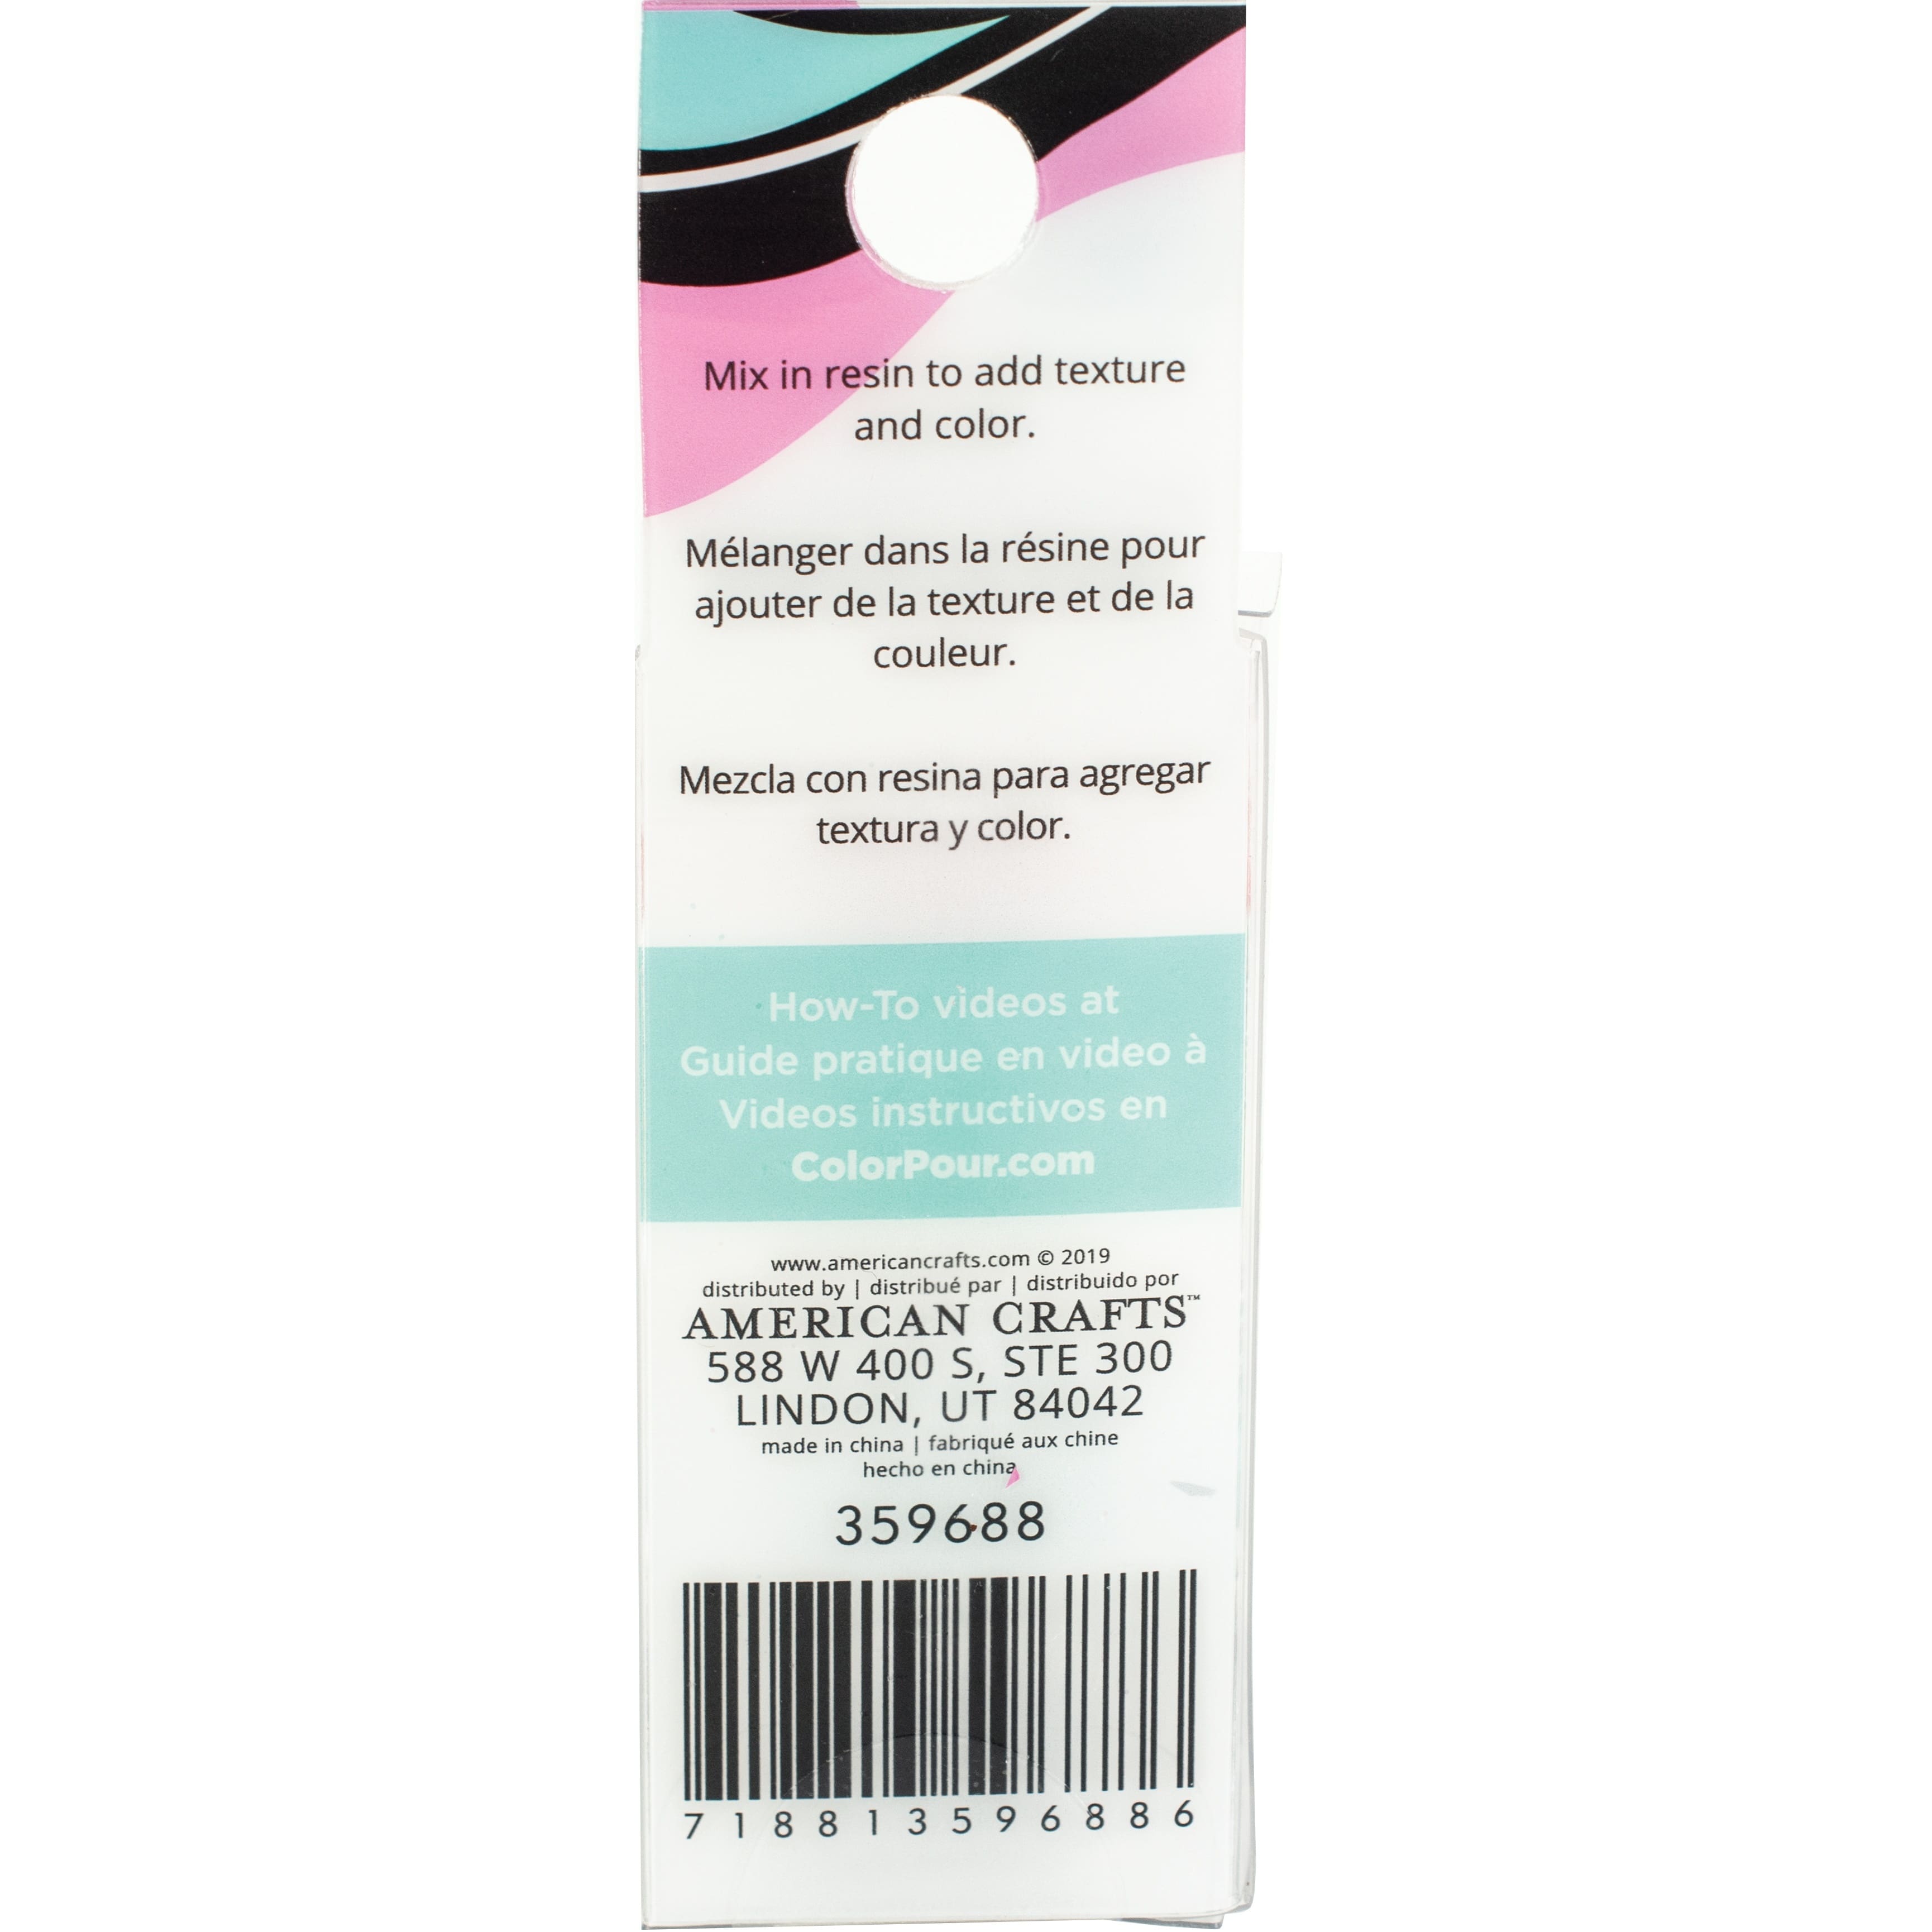 Mix in resin to add texture
and color.
Mélanger dans la résine pour
ajouter de la texture et de la
couleur.
Mezcla con resina para agregar
textura y color.
How-To videos at
Guide pratique en video à
Videos instructivos en
ColorPour.com
www.americancrafts.com © 2019
distributed by | distribué par | distribuido por
AMERICAN CRAFTS™
588 W 400 S, STE 300
LINDON, UT 84042
made in china | fabriqué aux chine
hecho en china
359688
7 1 8 8 1 3 5 9 6 8 8 6